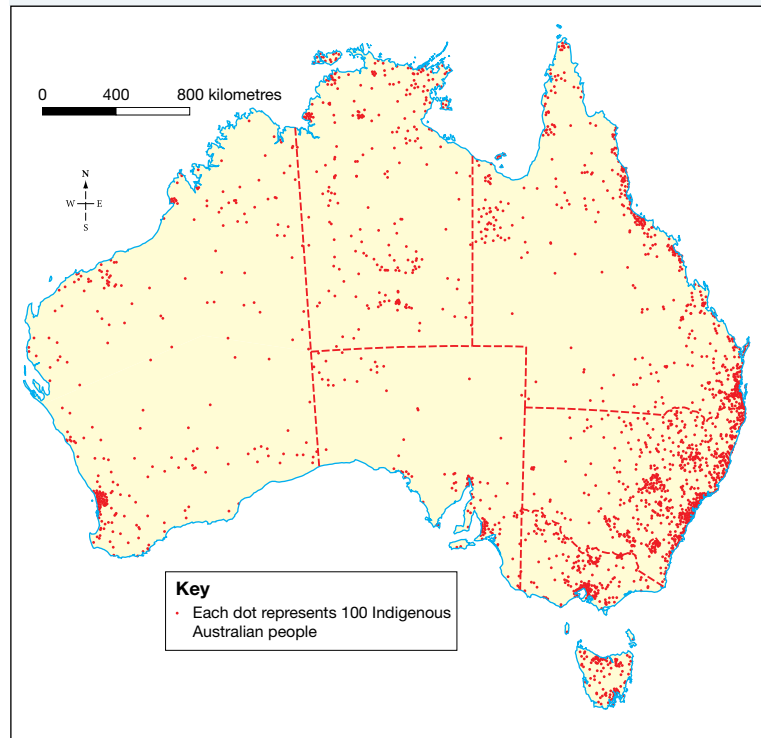 0 400 800 kilometres
N
W E
S
Key
Each dot represents 100 Indigenous
Australian people